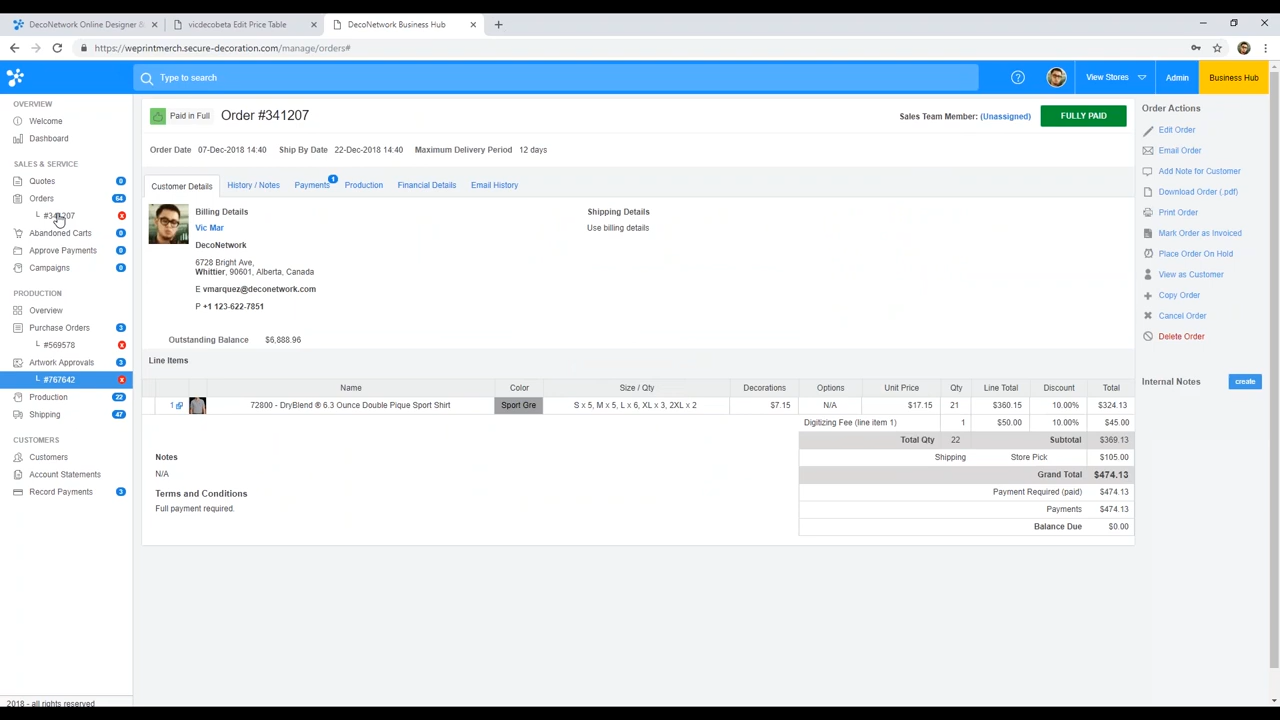 DecoNetwork Online Designer &
vicdecobeta Edit Price Table
DecoNetwork Business Hub
https://weprintmerch.secure-decoration.com/manage/orders#
Type to search
View Stores
Admin
Business Hub
OVERVIEW
Welcome
Dashboard
SALES & SERVICE
Quotes 0
Orders 64
#341207
Abandoned Carts 0
Approve Payments 0
Campaigns 0
PRODUCTION
Overview
Purchase Orders 3
#569578
Artwork Approvals 3
#767642
Production 22
Shipping 47
CUSTOMERS
Customers
Account Statements
Record Payments 3
2018 - all rights reserved
Paid in Full Order #341207
Sales Team Member: (Unassigned) FULLY PAID
Order Date 07-Dec-2018 14:40 Ship By Date 22-Dec-2018 14:40 Maximum Delivery Period 12 days
Customer Details History / Notes Payments 1 Production Financial Details Email History
Billing Details
Vic Mar
DecoNetwork
6728 Bright Ave,
Whittier, 90601, Alberta, Canada
E vmarquez@deconetwork.com
P +1 123-622-7851
Shipping Details
Use billing details
Outstanding Balance $6,888.96
Line Items
Name Color Size / Qty Decorations Options Unit Price Qty Line Total Discount Total
1 72800 - DryBlend ® 6.3 Ounce Double Pique Sport Shirt Sport Gre S x 5, M x 5, L x 6, XL x 3, 2XL x 2 $7.15 N/A $17.15 21 $360.15 10.00% $324.13
Digitizing Fee (line item 1) 1 $50.00 10.00% $45.00
Total Qty 22 Subtotal $369.13
Shipping Store Pick $105.00
Grand Total $474.13
Payment Required (paid) $474.13
Payments $474.13
Balance Due $0.00
Notes
N/A
Terms and Conditions
Full payment required.
Order Actions
Edit Order
Email Order
Add Note for Customer
Download Order (.pdf)
Print Order
Mark Order as Invoiced
Place Order On Hold
View as Customer
Copy Order
Cancel Order
Delete Order
Internal Notes create